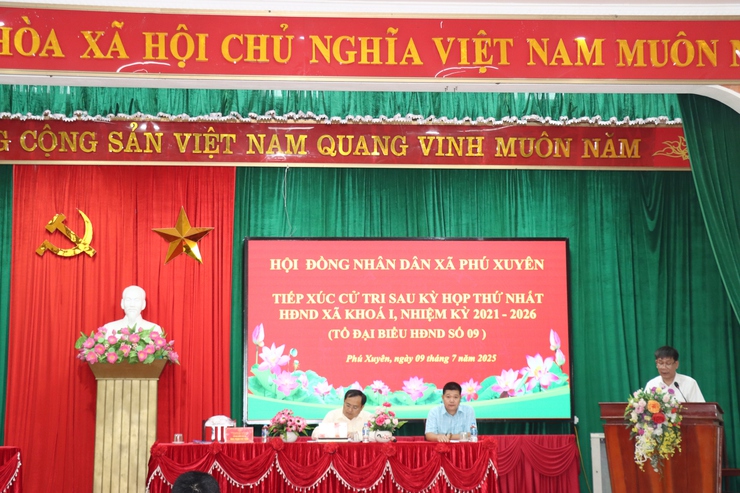 HÒA XÃ HỘI CHỦ NGHĨA VIỆT NAM MUÔN N
CỘNG SẢN VIỆT NAM QUANG VINH MUÔN NĂM
HỘI ĐỒNG NHÂN DÂN XÃ PHÚ XUYÊN
TIẾP XÚC CỬ TRI SAU KỲ HỌP THỨ NHẤT
HĐND XÃ KHOÁ I, NHIỆM KỲ 2021 - 2026
(TỔ ĐẠI BIỂU HĐND SỐ 09 )
Phú Xuyên, ngày 09 tháng 7 năm 2025